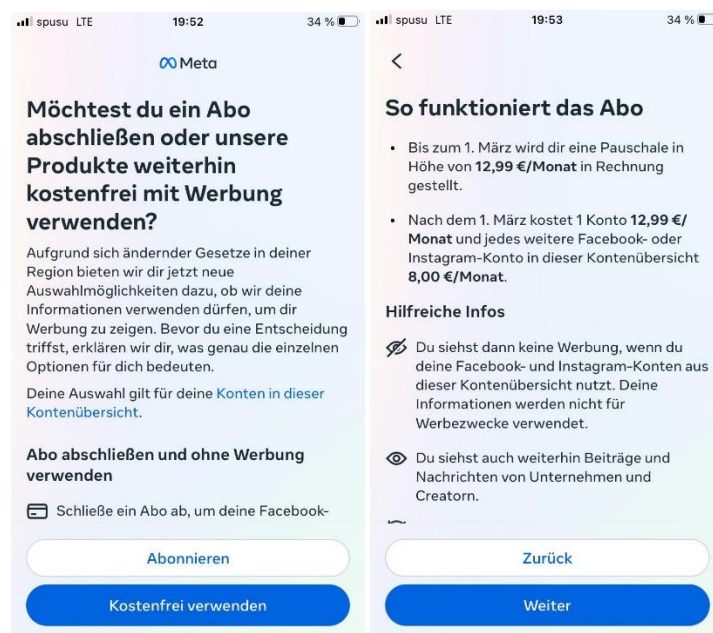 spusu LTE 19:52 34 %
Meta
Möchtest du ein Abo
abschließen oder unsere
Produkte weiterhin
kostenfrei mit Werbung
verwenden?
Aufgrund sich ändernder Gesetze in deiner
Region bieten wir dir jetzt neue
Auswahlmöglichkeiten dazu, ob wir deine
Informationen verwenden dürfen, um dir
Werbung zu zeigen. Bevor du eine Entscheidung
triffst, erklären wir dir, was genau die einzelnen
Optionen für dich bedeuten.
Deine Auswahl gilt für deine Konten in dieser
Kontenübersicht.
Abo abschließen und ohne Werbung
verwenden
Schließe ein Abo ab, um deine Facebook-
Abonnieren
Kostenfrei verwenden
spusu LTE 19:53 34 %
So funktioniert das Abo
• Bis zum 1. März wird dir eine Pauschale in
Höhe von 12,99 €/Monat in Rechnung
gestellt.
• Nach dem 1. März kostet 1 Konto 12,99 €/
Monat und jedes weitere Facebook- oder
Instagram-Konto in dieser Kontenübersicht
8,00 €/Monat.
Hilfreiche Infos
Du siehst dann keine Werbung, wenn du
deine Facebook- und Instagram-Konten aus
dieser Kontenübersicht nutzt. Deine
Informationen werden nicht für
Werbezwecke verwendet.
Du siehst auch weiterhin Beiträge und
Nachrichten von Unternehmen und
Creatorn.
Zurück
Weiter